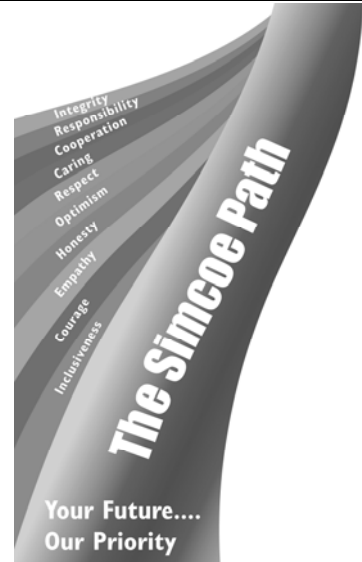 Integrity
Responsibility
Cooperation
Caring
Respect
Optimism
Honesty
Empathy
Courage
Inclusiveness
The Simcoe Path
Your Future....
Our Priority